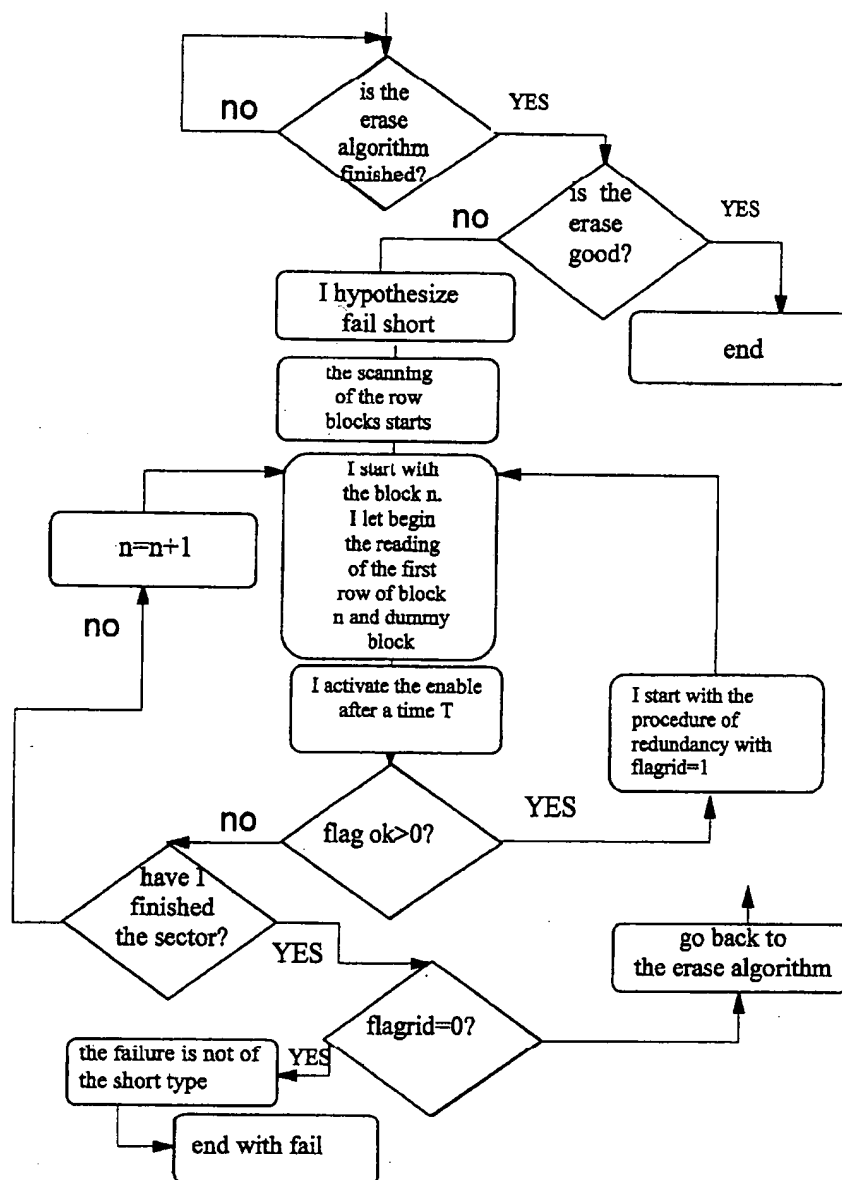 is the
erase
algorithm
finished?
no
YES
is the
erase
good?
no
YES
I hypothesize
fail short
end
the scanning
of the row
blocks starts
I start with
the block n.
I let begin
the reading
of the first
row of block
n and dummy
block
n=n+1
no
I activate the enable
after a time T
I start with the
procedure of
redundancy with
flagrid=1
flag ok>0?
no
YES
have I
finished
the sector?
YES
go back to
the erase algorithm
flagrid=0?
YES
the failure is not of
the short type
end with fail